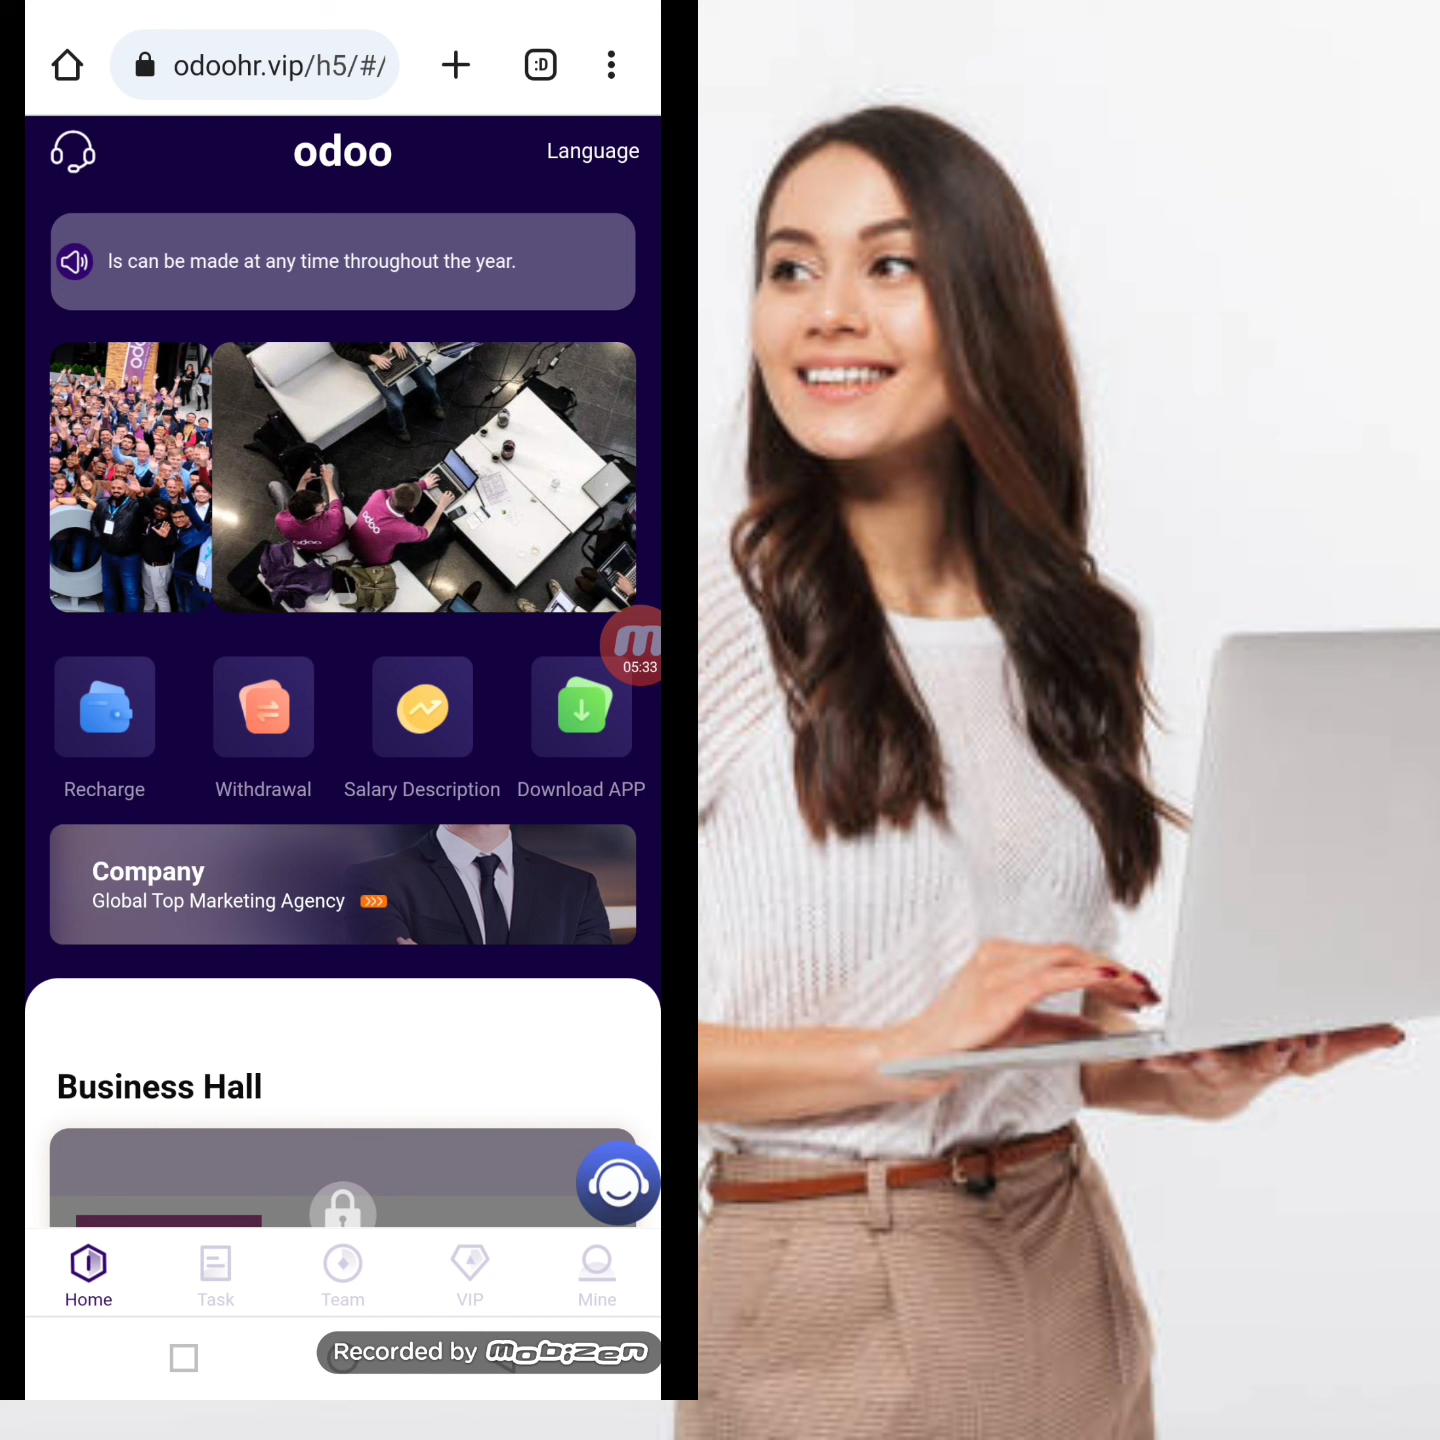 odoohr.vip/h5/#/
:D
odoo
Language
Is can be made at any time throughout the year.
odoo
odoo
05:33
Recharge
Withdrawal
Salary Description
Download APP
Company
Global Top Marketing Agency
Business Hall
Home
Task
Team
VIP
Mine
Recorded by mobizen